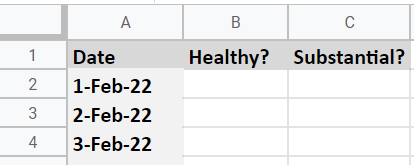 A B C
1 Date Healthy? Substantial?
2 1-Feb-22
3 2-Feb-22
4 3-Feb-22